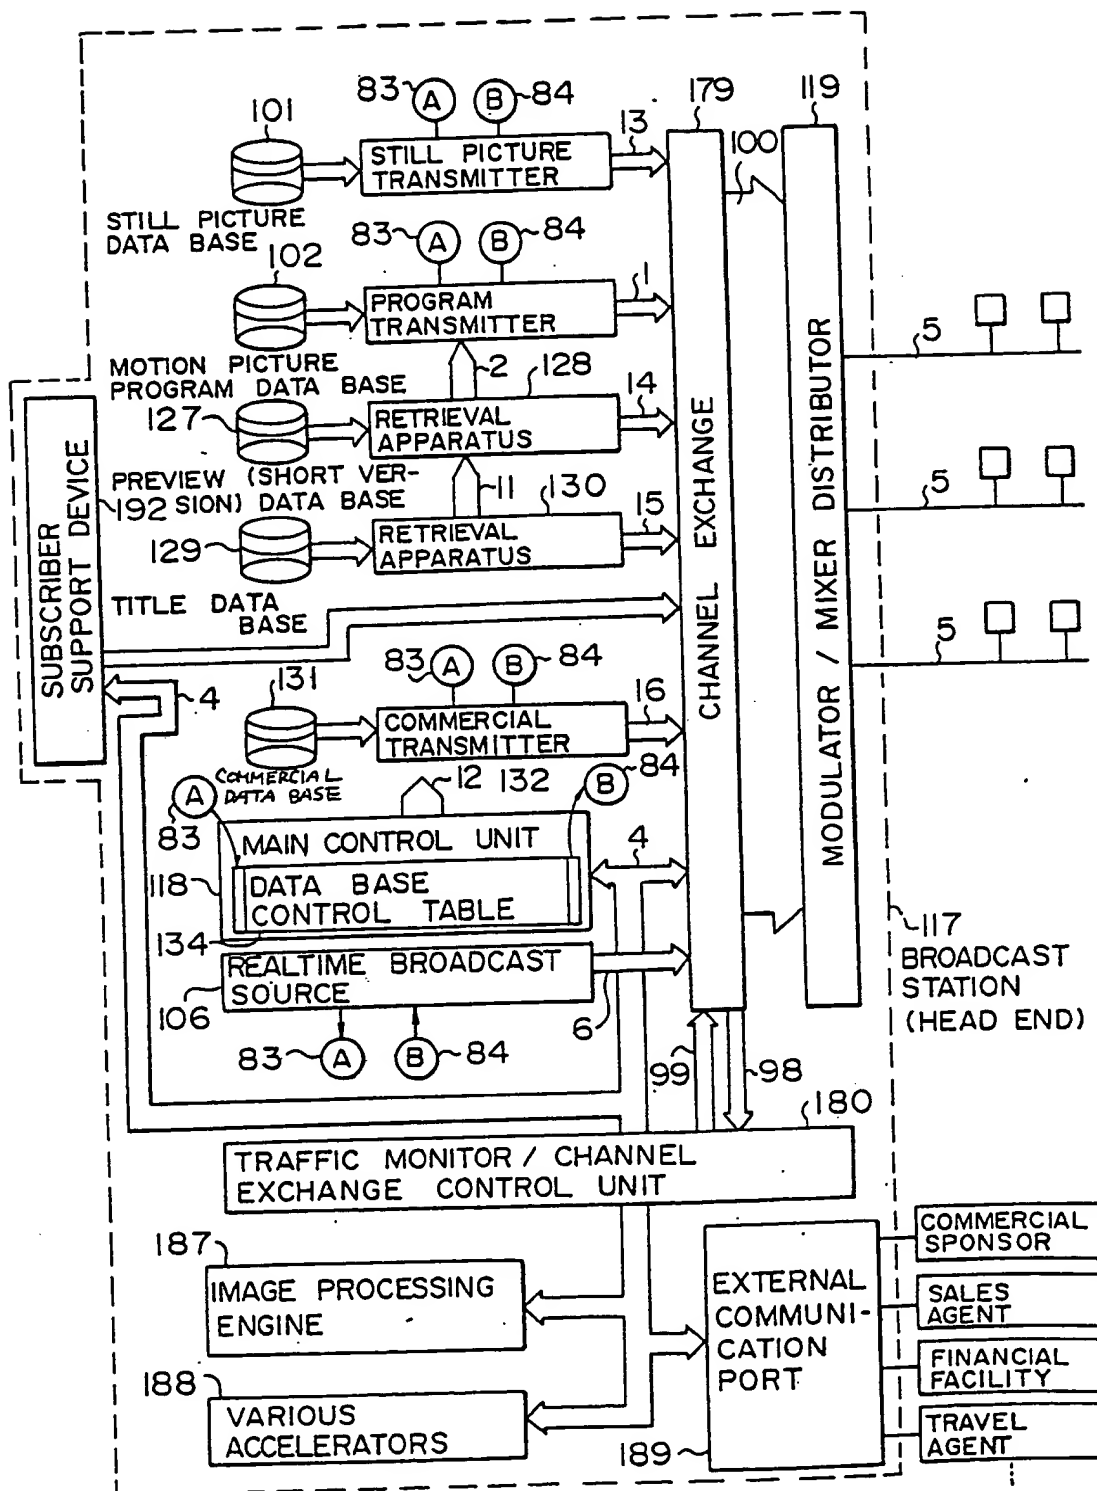 83 A B 84 179 119
101 13 100
STILL PICTURE
TRANSMITTER
STILL PICTURE
DATA BASE
83 A B 84
102 1
PROGRAM
TRANSMITTER
MOTION PICTURE
PROGRAM DATA BASE
2 128 14
127
RETRIEVAL
APPARATUS
PREVIEW (SHORT VER-
SION) DATA BASE
192
11 130 15
129
RETRIEVAL
APPARATUS
TITLE DATA
BASE
SUBSCRIBER
SUPPORT DEVICE
4
CHANNEL EXCHANGE
MODULATOR / MIXER DISTRIBUTOR
5
5
5
83 A B 84
131 16
COMMERCIAL
TRANSMITTER
COMMERCIAL
DATA BASE
12 132
A 83
B 84
MAIN CONTROL UNIT
118
DATA BASE
CONTROL TABLE
134
4
REALTIME BROADCAST
SOURCE
106
6
83 A B 84
99 98
117
BROADCAST
STATION
(HEAD END)
180
TRAFFIC MONITOR / CHANNEL
EXCHANGE CONTROL UNIT
187
IMAGE PROCESSING
ENGINE
188
VARIOUS
ACCELERATORS
EXTERNAL
COMMUNI-
CATION
PORT
189
COMMERCIAL
SPONSOR
SALES
AGENT
FINANCIAL
FACILITY
TRAVEL
AGENT